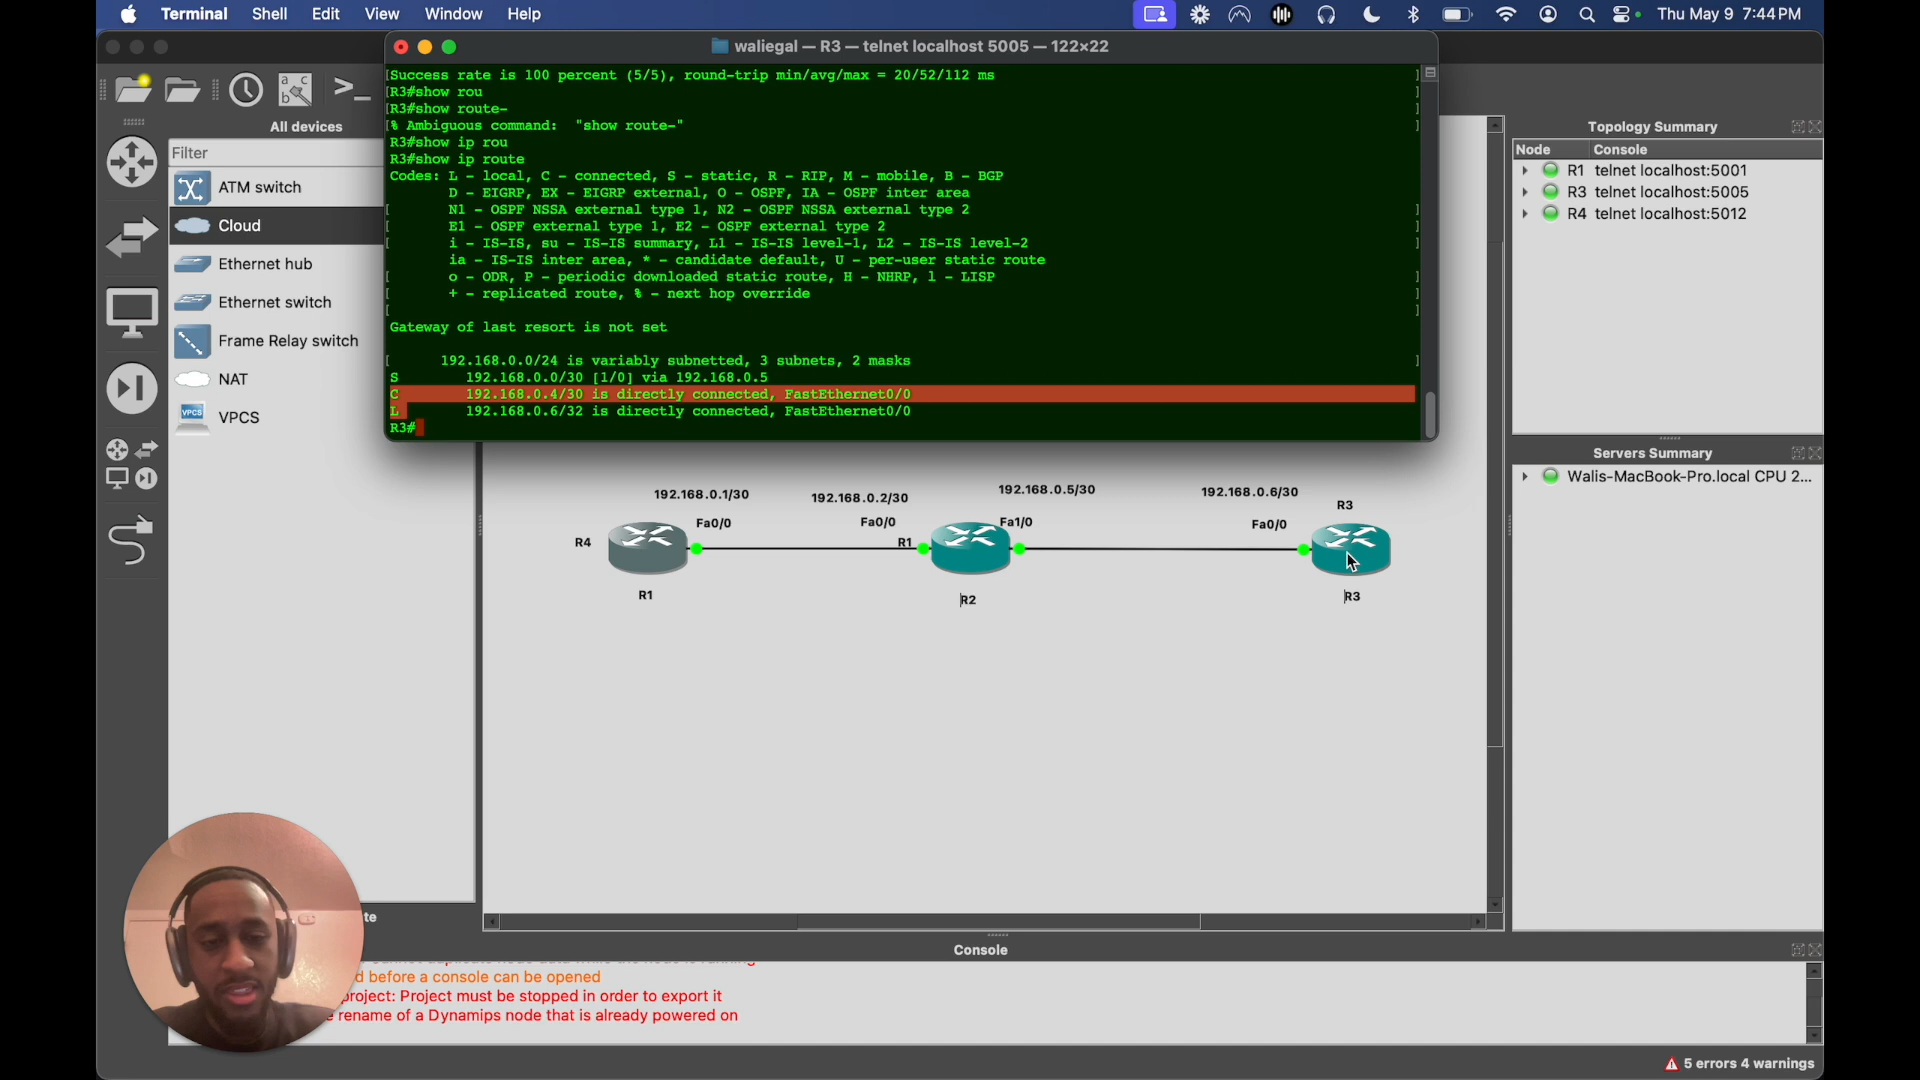 Terminal Shell Edit View Window Help
Thu May 9 7:44 PM
waliegal — R3 — telnet localhost 5005 — 122×22
[Success rate is 100 percent (5/5), round-trip min/avg/max = 20/52/112 ms ]
[R3#show rou ]
[R3#show route- ]
[% Ambiguous command: "show route-" ]
R3#show ip rou
R3#show ip route
Codes: L - local, C - connected, S - static, R - RIP, M - mobile, B - BGP
D - EIGRP, EX - EIGRP external, O - OSPF, IA - OSPF inter area
[ N1 - OSPF NSSA external type 1, N2 - OSPF NSSA external type 2 ]
[ E1 - OSPF external type 1, E2 - OSPF external type 2 ]
[ i - IS-IS, su - IS-IS summary, L1 - IS-IS level-1, L2 - IS-IS level-2 ]
ia - IS-IS inter area, * - candidate default, U - per-user static route
[ o - ODR, P - periodic downloaded static route, H - NHRP, l - LISP ]
[ + - replicated route, % - next hop override ]
[ ]
Gateway of last resort is not set
[ 192.168.0.0/24 is variably subnetted, 3 subnets, 2 masks ]
S 192.168.0.0/30 [1/0] via 192.168.0.5
C 192.168.0.4/30 is directly connected, FastEthernet0/0
L 192.168.0.6/32 is directly connected, FastEthernet0/0
R3#
a c
b
>_
All devices
Filter
ATM switch
Cloud
Ethernet hub
Ethernet switch
Frame Relay switch
NAT
VPCS
VPCS
192.168.0.1/30
192.168.0.2/30
192.168.0.5/30
192.168.0.6/30
R3
Fa0/0
Fa0/0
Fa1/0
Fa0/0
R4
R1
R1
R2
R3
Topology Summary
Node Console
R1 telnet localhost:5001
R3 telnet localhost:5005
R4 telnet localhost:5012
Servers Summary
Walis-MacBook-Pro.local CPU 2...
te
Console
d before a console can be opened
project: Project must be stopped in order to export it
e rename of a Dynamips node that is already powered on
5 errors 4 warnings